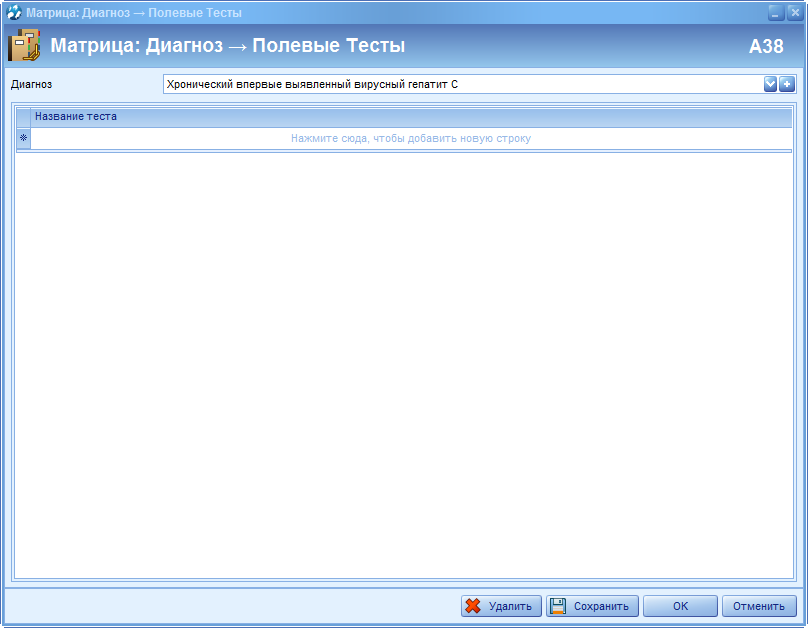 Матрица: Диагноз → Полевые Тесты
Матрица: Диагноз → Полевые Тесты A38
Диагноз Хронический впервые выявленный вирусный гепатит C
Название теста
Нажмите сюда, чтобы добавить новую строку
Удалить Сохранить OK Отменить